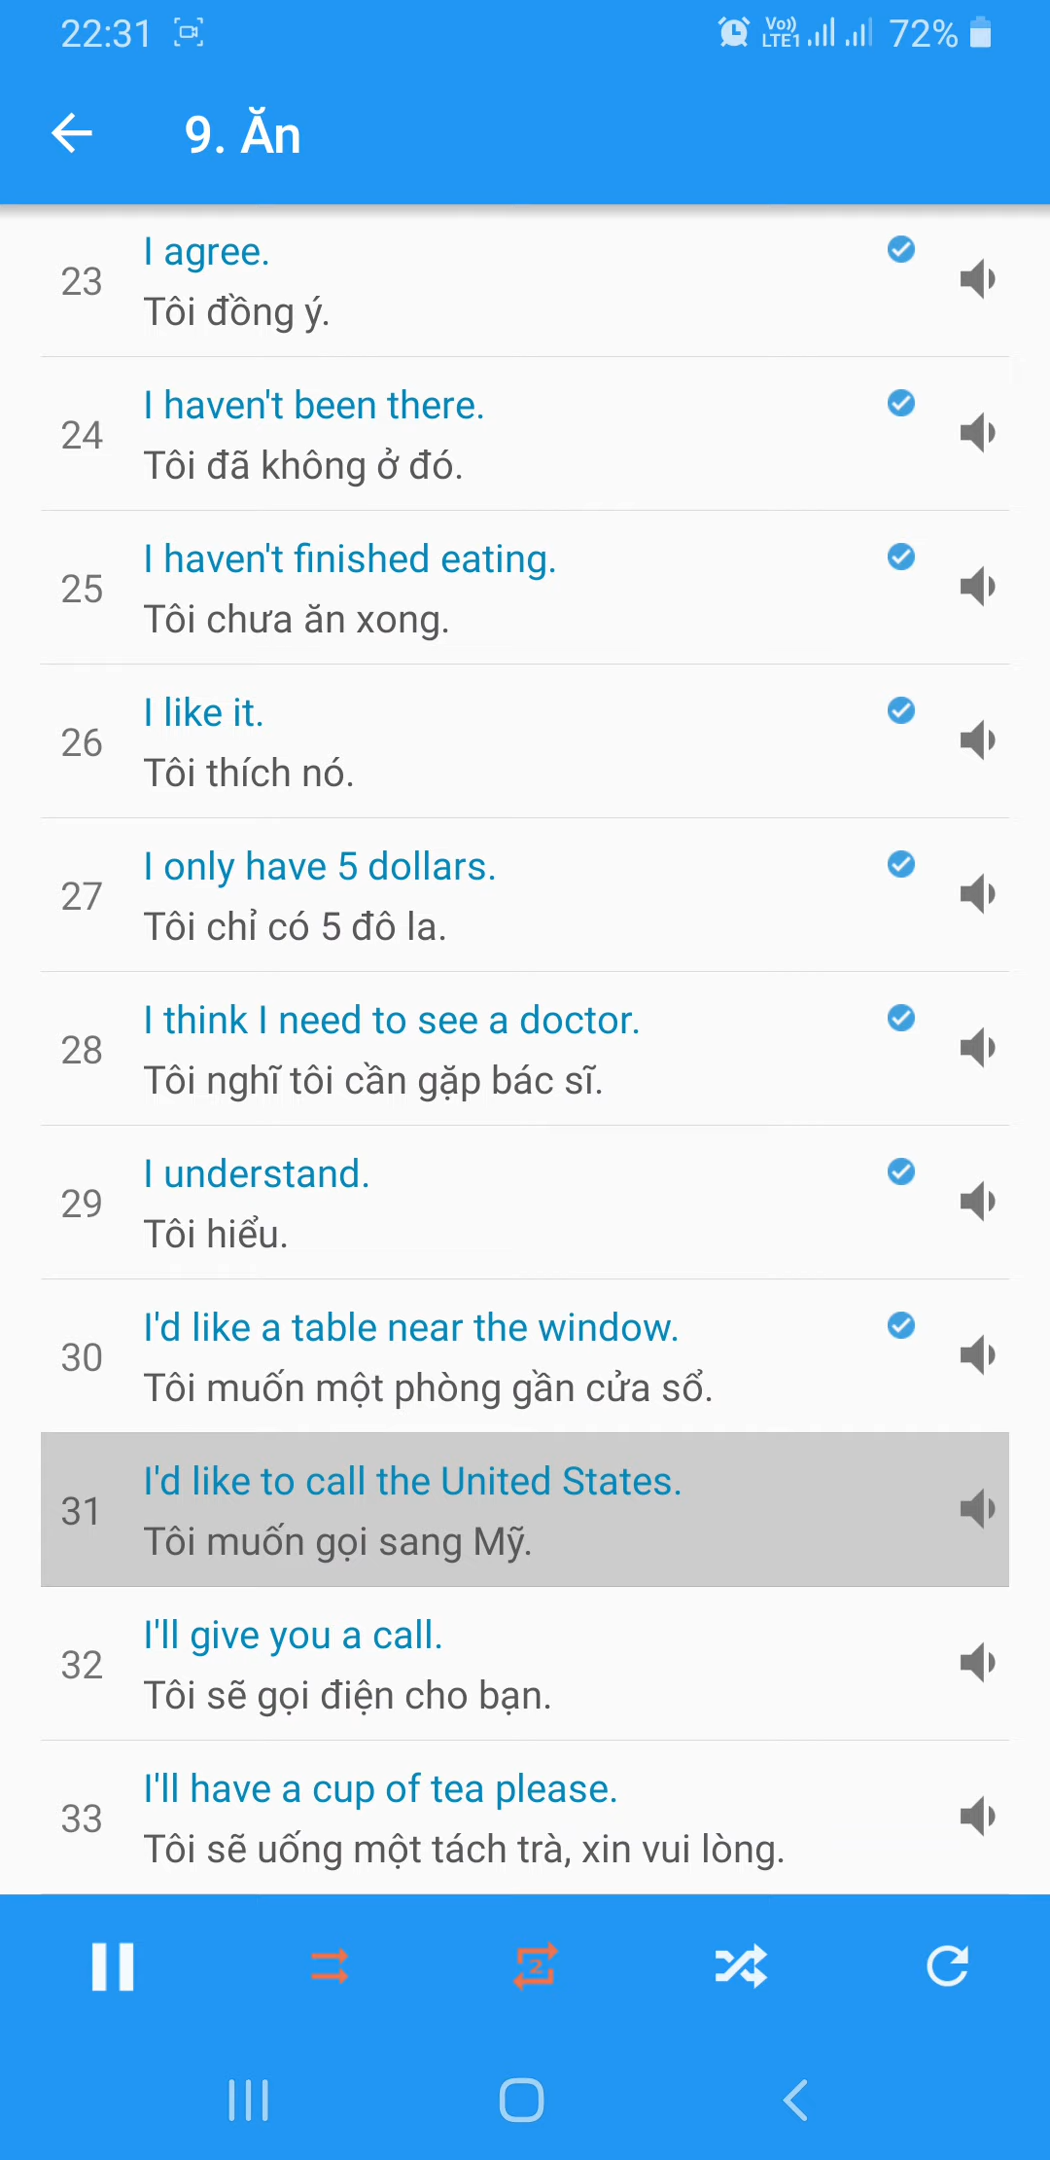 22:31 Vo)) LTE1 72%
9. Ăn
23
I agree.
Tôi đồng ý.
24
I haven't been there.
Tôi đã không ở đó.
25
I haven't finished eating.
Tôi chưa ăn xong.
26
I like it.
Tôi thích nó.
27
I only have 5 dollars.
Tôi chỉ có 5 đô la.
28
I think I need to see a doctor.
Tôi nghĩ tôi cần gặp bác sĩ.
29
I understand.
Tôi hiểu.
30
I'd like a table near the window.
Tôi muốn một phòng gần cửa sổ.
31
I'd like to call the United States.
Tôi muốn gọi sang Mỹ.
32
I'll give you a call.
Tôi sẽ gọi điện cho bạn.
33
I'll have a cup of tea please.
Tôi sẽ uống một tách trà, xin vui lòng.
2